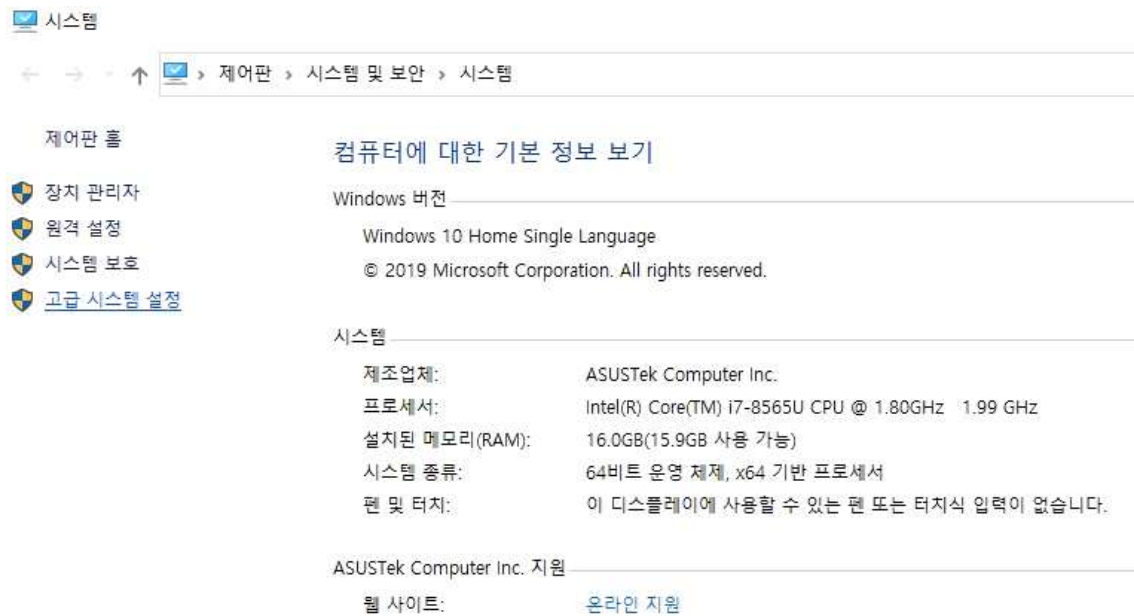 시스템
제어판 › 시스템 및 보안 › 시스템
제어판 홈
장치 관리자
원격 설정
시스템 보호
고급 시스템 설정
컴퓨터에 대한 기본 정보 보기
Windows 버전
Windows 10 Home Single Language
© 2019 Microsoft Corporation. All rights reserved.
시스템
제조업체: ASUSTek Computer Inc.
프로세서: Intel(R) Core(TM) i7-8565U CPU @ 1.80GHz 1.99 GHz
설치된 메모리(RAM): 16.0GB(15.9GB 사용 가능)
시스템 종류: 64비트 운영 체제, x64 기반 프로세서
펜 및 터치: 이 디스플레이에 사용할 수 있는 펜 또는 터치식 입력이 없습니다.
ASUSTek Computer Inc. 지원
웹 사이트: 온라인 지원